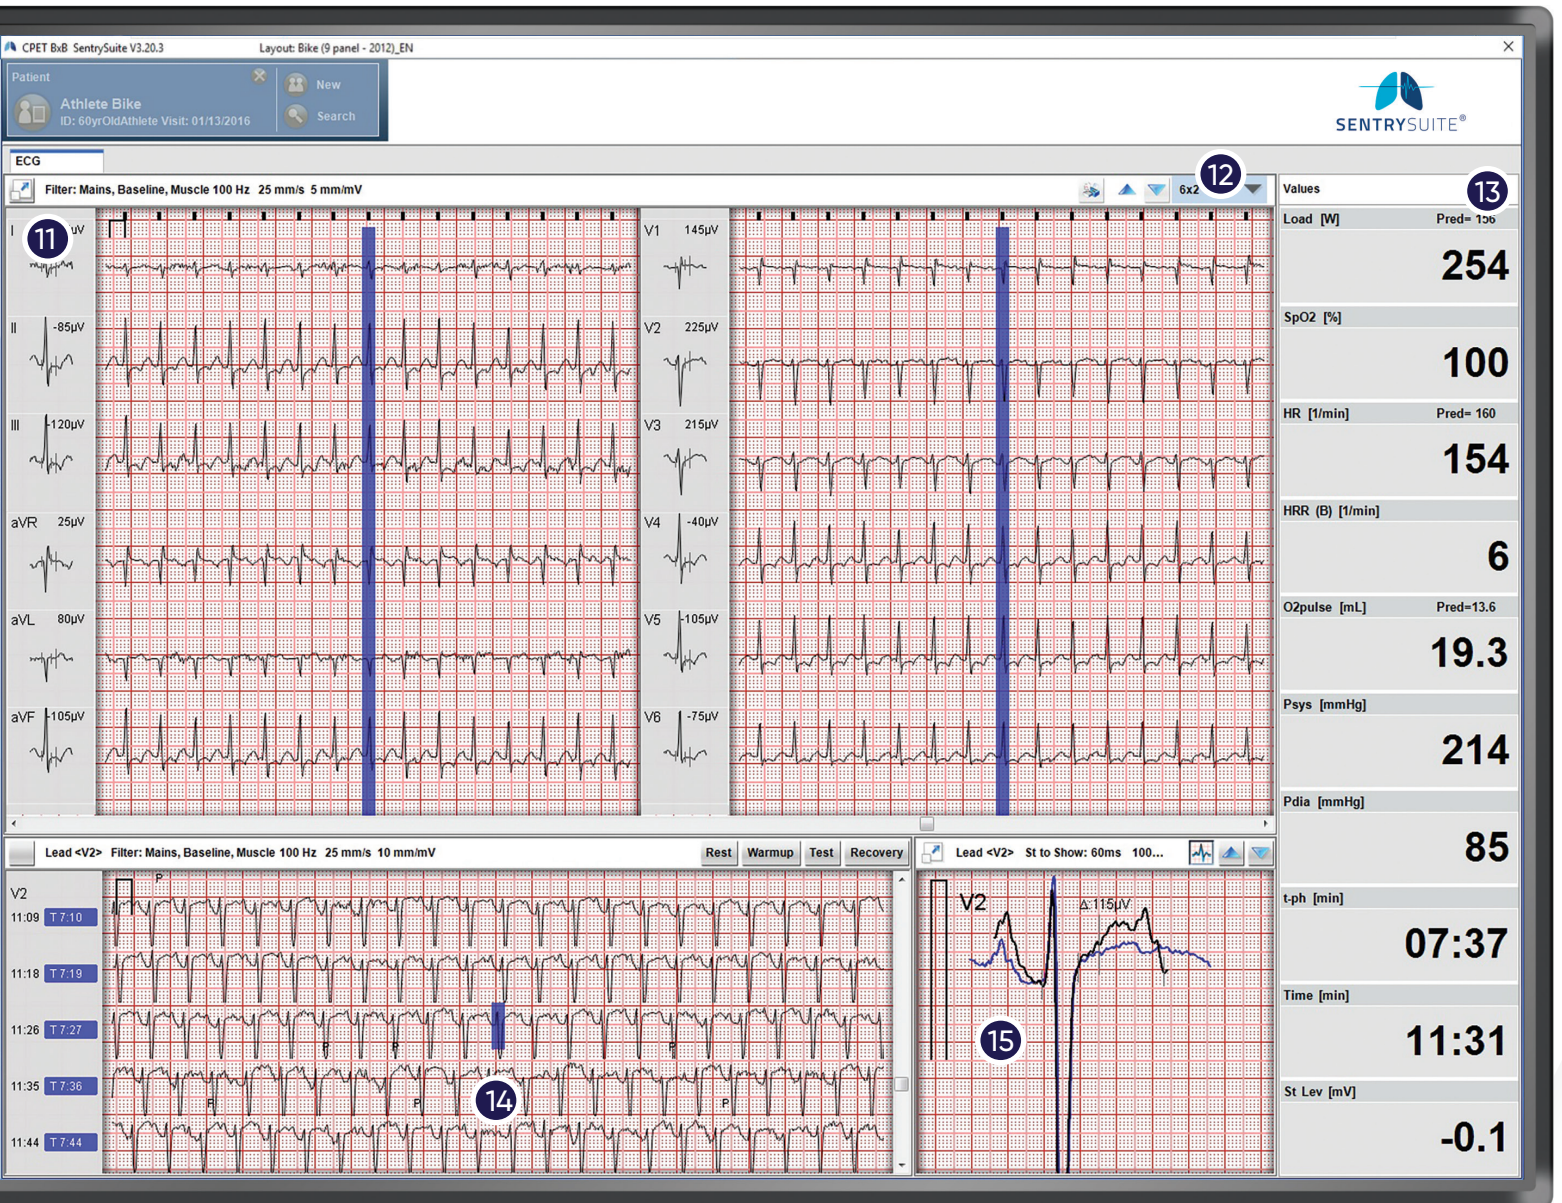 CPET BxB SentrySuite V3.20.3 Layout: Bike (9 panel - 2012)_EN
Patient
Athlete Bike
ID: 60yrOldAthlete Visit: 01/13/2016
New
Search
SENTRYSUITE®
ECG
Filter: Mains, Baseline, Muscle 100 Hz 25 mm/s 5 mm/mV
6x2
12
11
I µV
II -85µV
III -120µV
aVR 25µV
aVL 80µV
aVF -105µV
V1 145µV
V2 225µV
V3 215µV
V4 -40µV
V5 -105µV
V6 -75µV
Values
13
Load [W] Pred= 156
254
SpO2 [%]
100
HR [1/min] Pred= 160
154
HRR (B) [1/min]
6
O2pulse [mL] Pred=13.6
19.3
Psys [mmHg]
214
Pdia [mmHg]
85
t-ph [min]
07:37
Time [min]
11:31
St Lev [mV]
-0.1
Lead <V2> Filter: Mains, Baseline, Muscle 100 Hz 25 mm/s 10 mm/mV
Rest Warmup Test Recovery
V2
P
11:09 T 7:10
11:18 T 7:19
11:26 T 7:27
P P P
11:35 T 7:36
P P P
14
11:44 T 7:44
Lead <V2> St to Show: 60ms 100...
V2
Δ:115µV
15